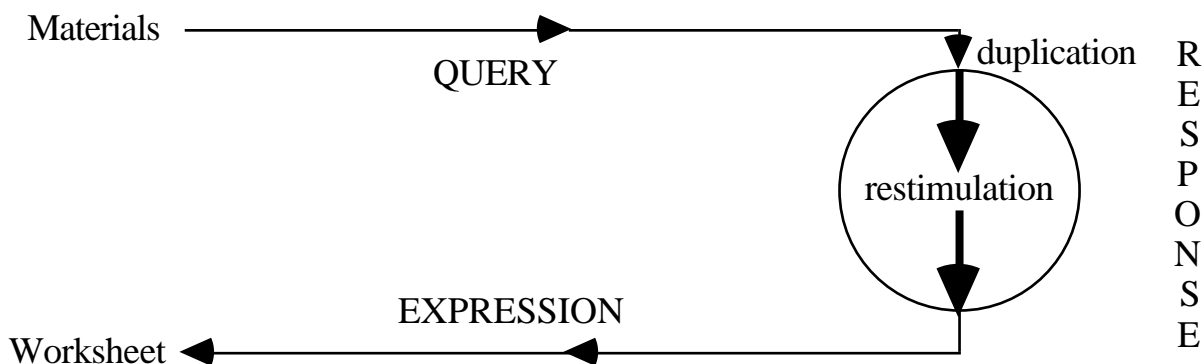 Materials
QUERY
duplication
restimulation
EXPRESSION
Worksheet
R
E
S
P
O
N
S
E